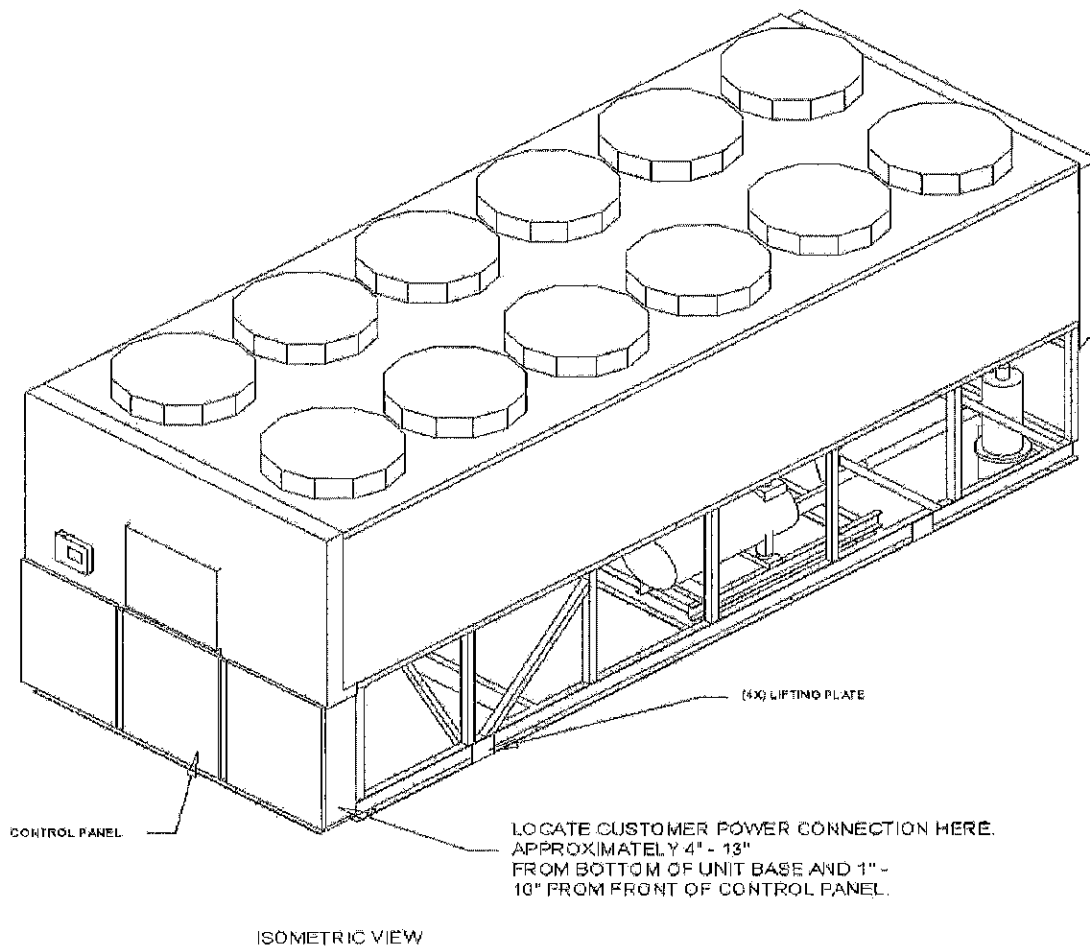 (4X) LIFTING PLATE
CONTROL PANEL
LOCATE CUSTOMER POWER CONNECTION HERE.
APPROXIMATELY 4" - 13"
FROM BOTTOM OF UNIT BASE AND 1" -
10" FROM FRONT OF CONTROL PANEL.
ISOMETRIC VIEW